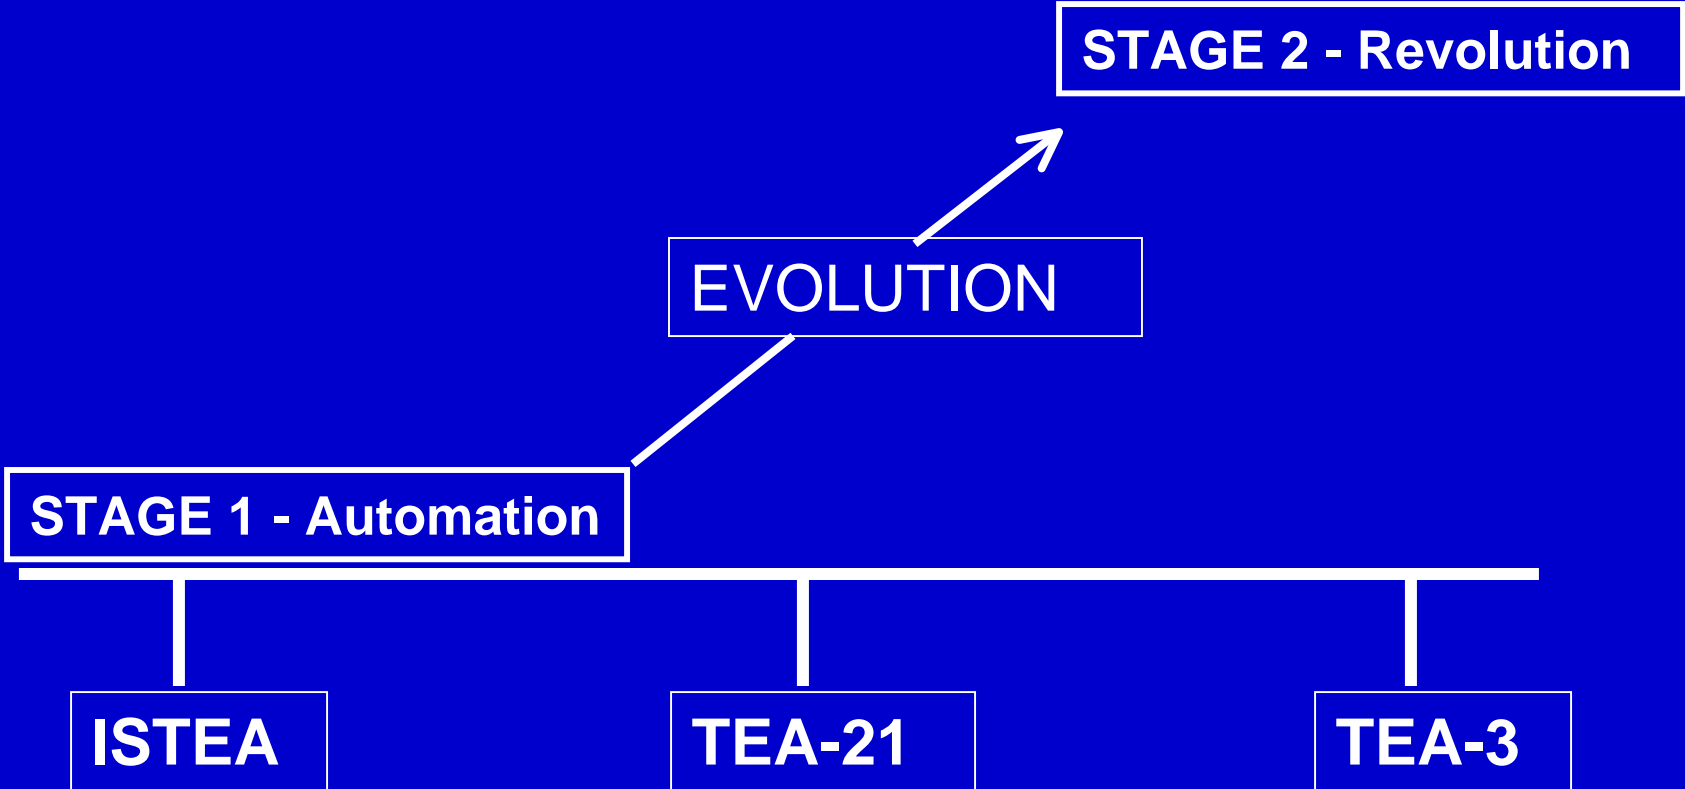 STAGE 2 - Revolution
EVOLUTION
STAGE 1 - Automation
ISTEA
TEA-21
TEA-3